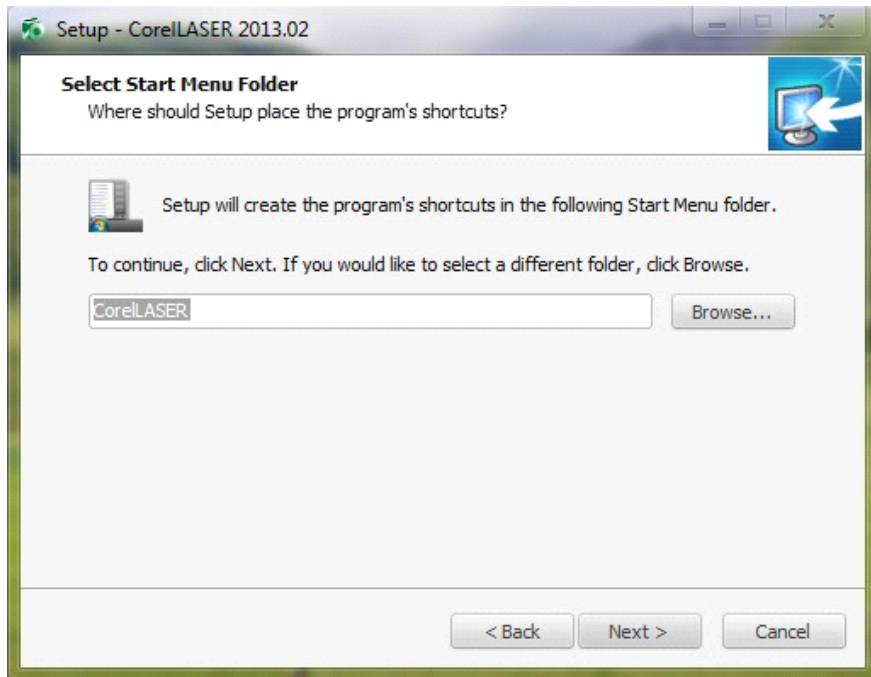 Setup - CorelLASER 2013.02
Select Start Menu Folder
Where should Setup place the program's shortcuts?
Setup will create the program's shortcuts in the following Start Menu folder.
To continue, click Next. If you would like to select a different folder, click Browse.
CorelLASER
Browse...
< Back
Next >
Cancel